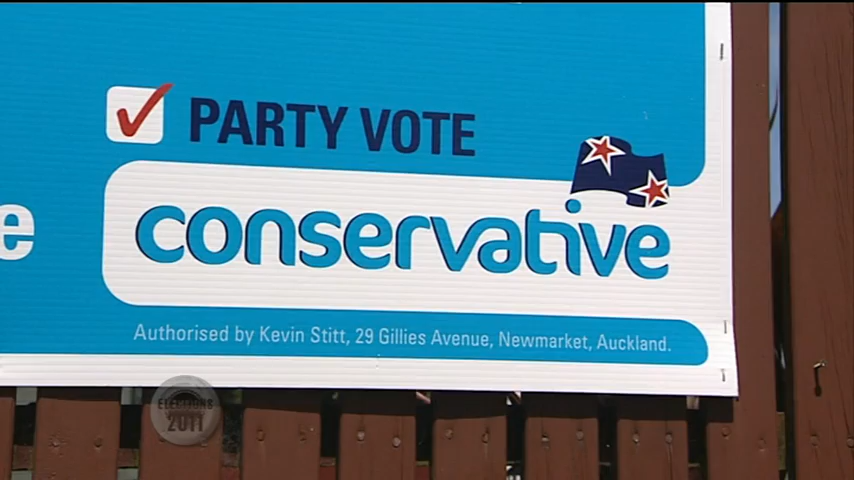 PARTY VOTE
e
conservative
Authorised by Kevin Stitt, 29 Gillies Avenue, Newmarket, Auckland.
ELECTIONS
2011